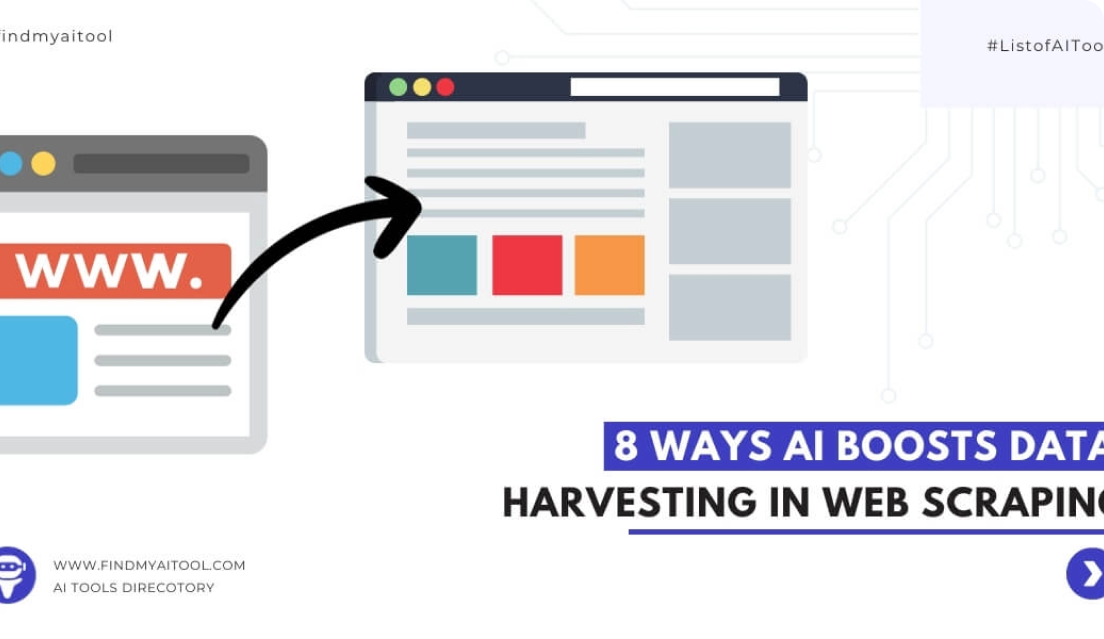 findmyaitool
#ListofAIToo
www.
8 WAYS AI BOOSTS DATA
HARVESTING IN WEB SCRAPING
WWW.FINDMYAITOOL.COM
AI TOOLS DIRECOTORY